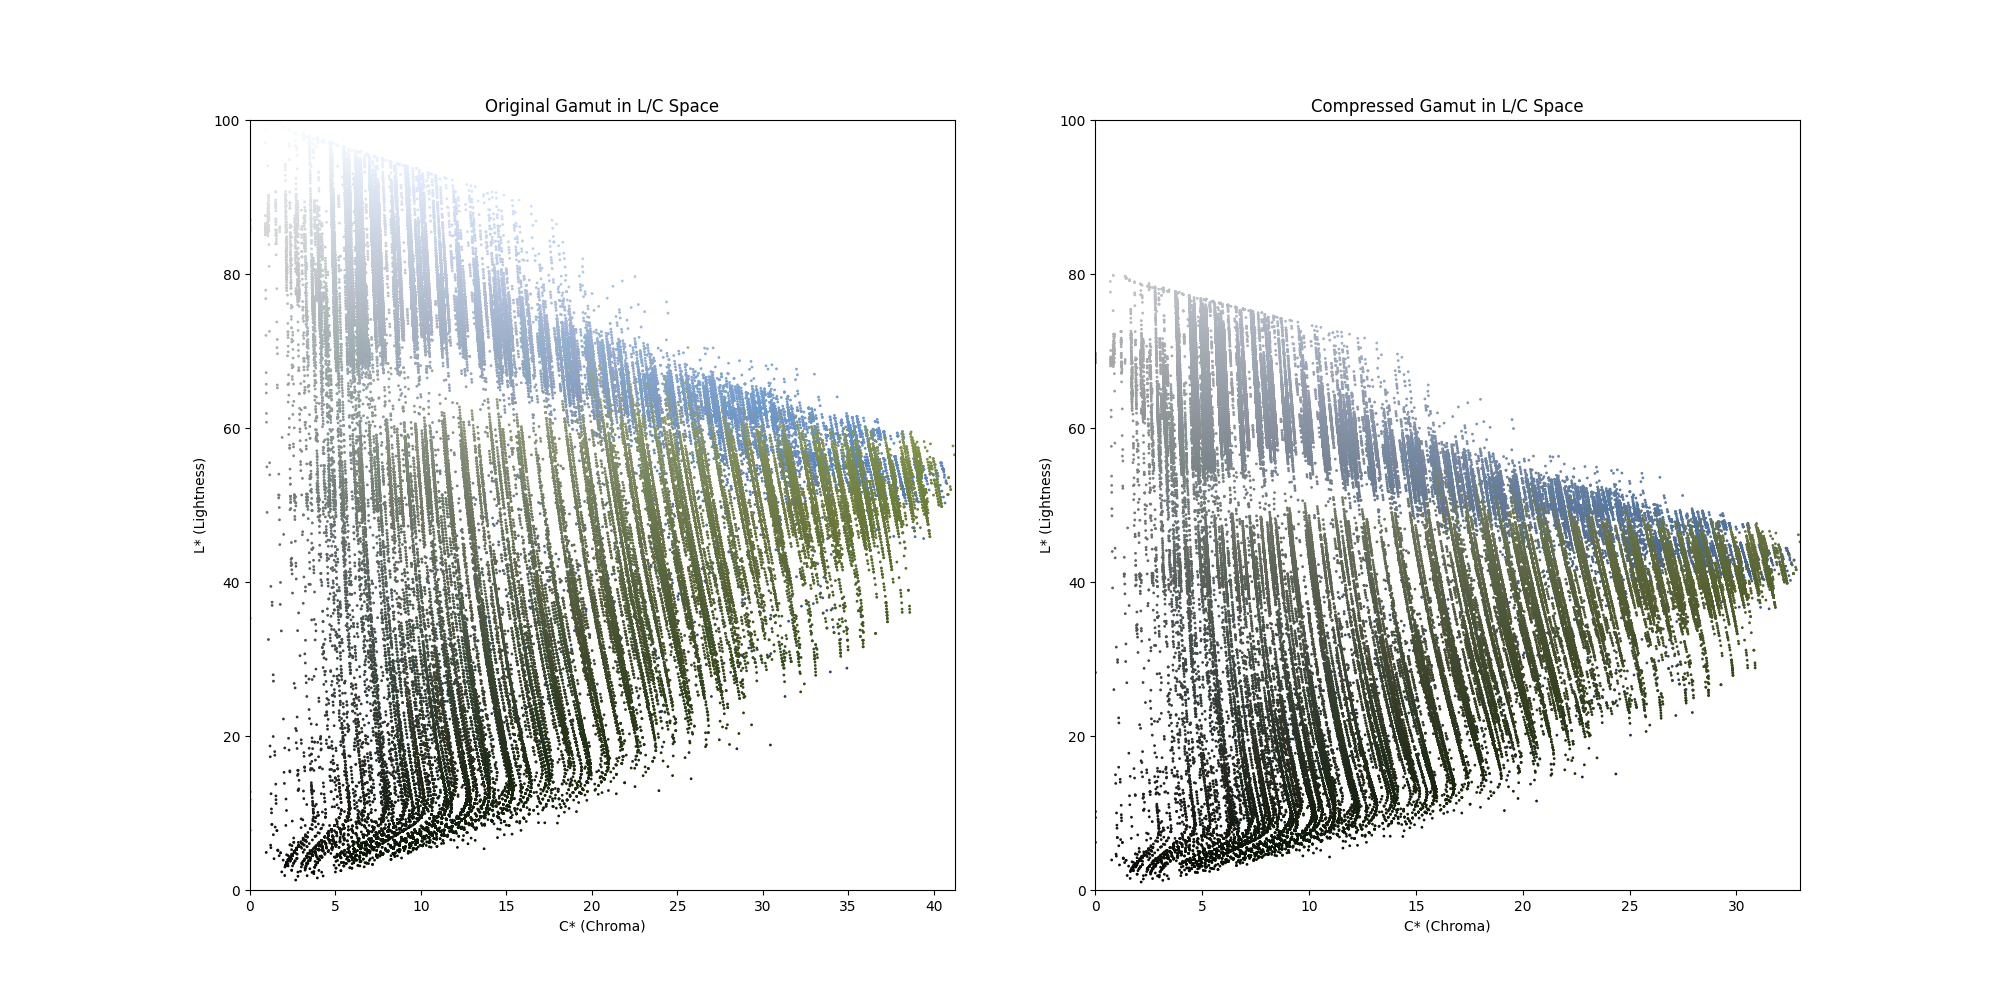 Original Gamut in L/C Space
100
80
60
40
20
0
L* (Lightness)
0 5 10 15 20 25 30 35 40
C* (Chroma)
Compressed Gamut in L/C Space
100
80
60
40
20
0
L* (Lightness)
0 5 10 15 20 25 30
C* (Chroma)